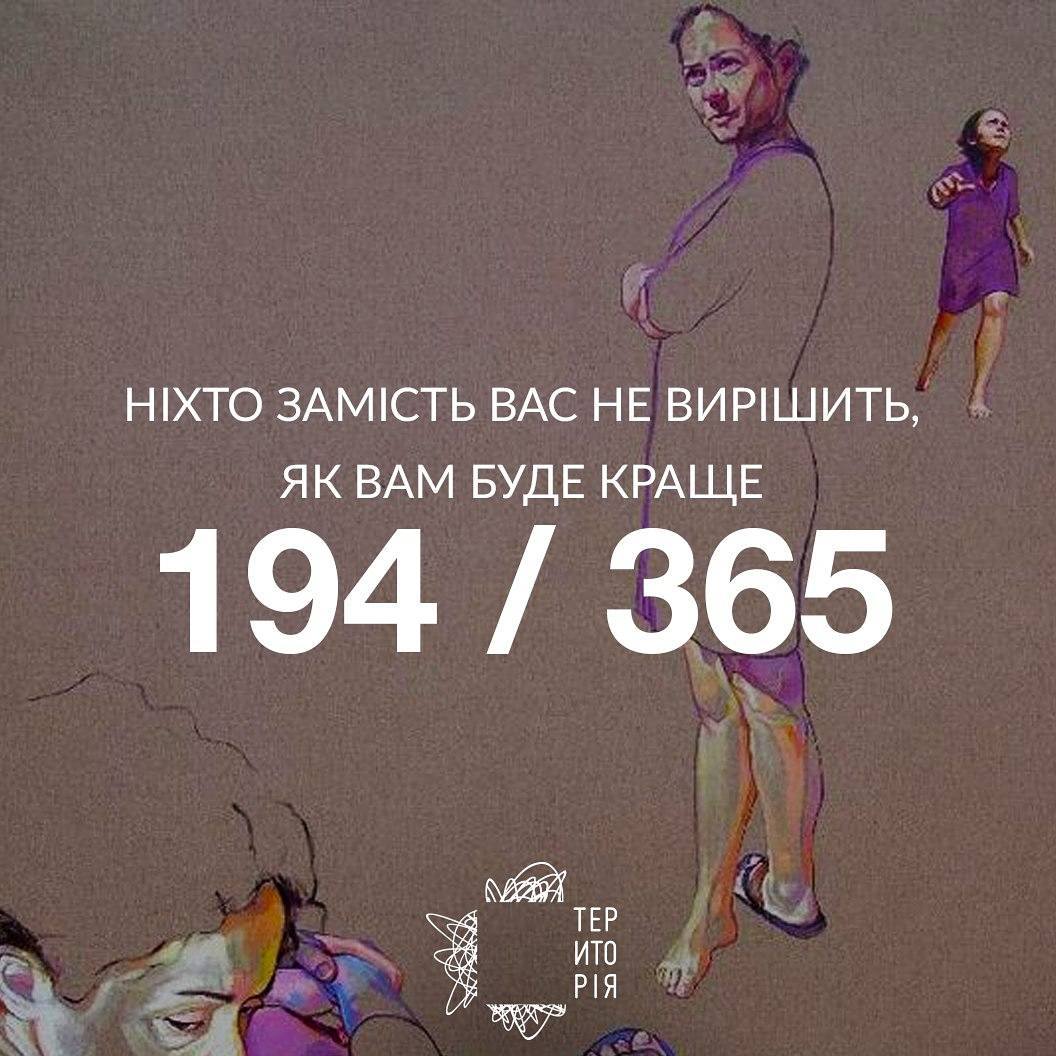 НІХТО ЗАМІСТЬ ВАС НЕ ВИРІШИТЬ,
ЯК ВАМ БУДЕ КРАЩЕ
194 / 365
ТЕР
ИТО
РІЯ